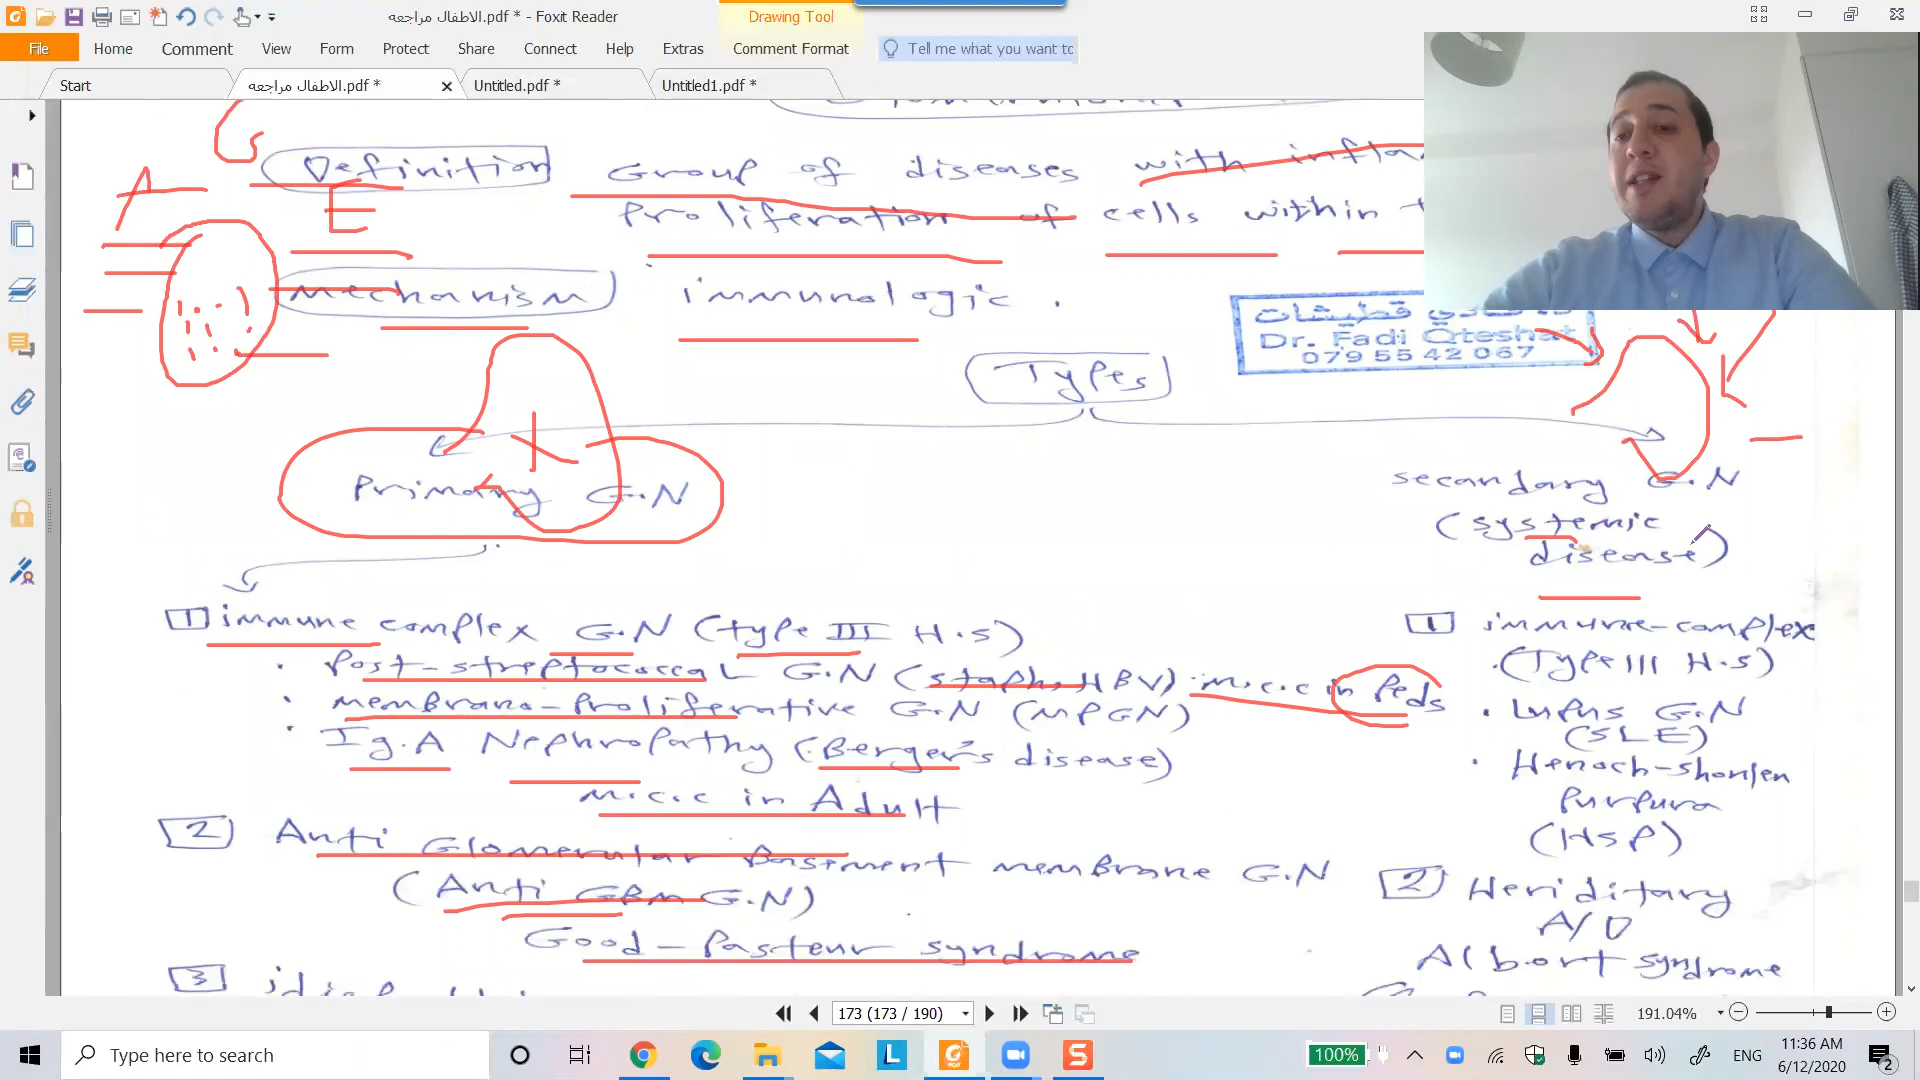 الاطفال مراجعه.pdf * - Foxit Reader
Drawing Tool
File Home Comment View Form Protect Share Connect Help Extras Comment Format Tell me what you want to
Start
الاطفال مراجعه.pdf *
Untitled.pdf *
Untitled1.pdf *
Definition Group of diseases with infla
Proliferation of cells within
A
E
mechanism immunologic .
Dr. Fadi Qteshat
079 55 42 067
Types
Primary G.N
secondary G.N
(systemic
disease)
1 immune complex G.N (type III H.s)
. Post-streptococcal G.N (staph, HBV) m.c.c in Peds
. membrano-Proliferative G.N (MPGN)
. Ig.A Nephropathy (Berger's disease)
m.c.c in Adult
2 Anti Glomerular Basement membrane G.N
(Anti GBM G.N)
Good-Pasteur syndrome
3
1 immune-complex
.(Type III H.s)
. Lupus G.N
(SLE)
. Henoch-shonlen
Purpura
(HSP)
2 Heriditary
A/D
Albort syndrome
173 (173 / 190)
191.04%
Type here to search
100%
ENG
11:36 AM
6/12/2020
2